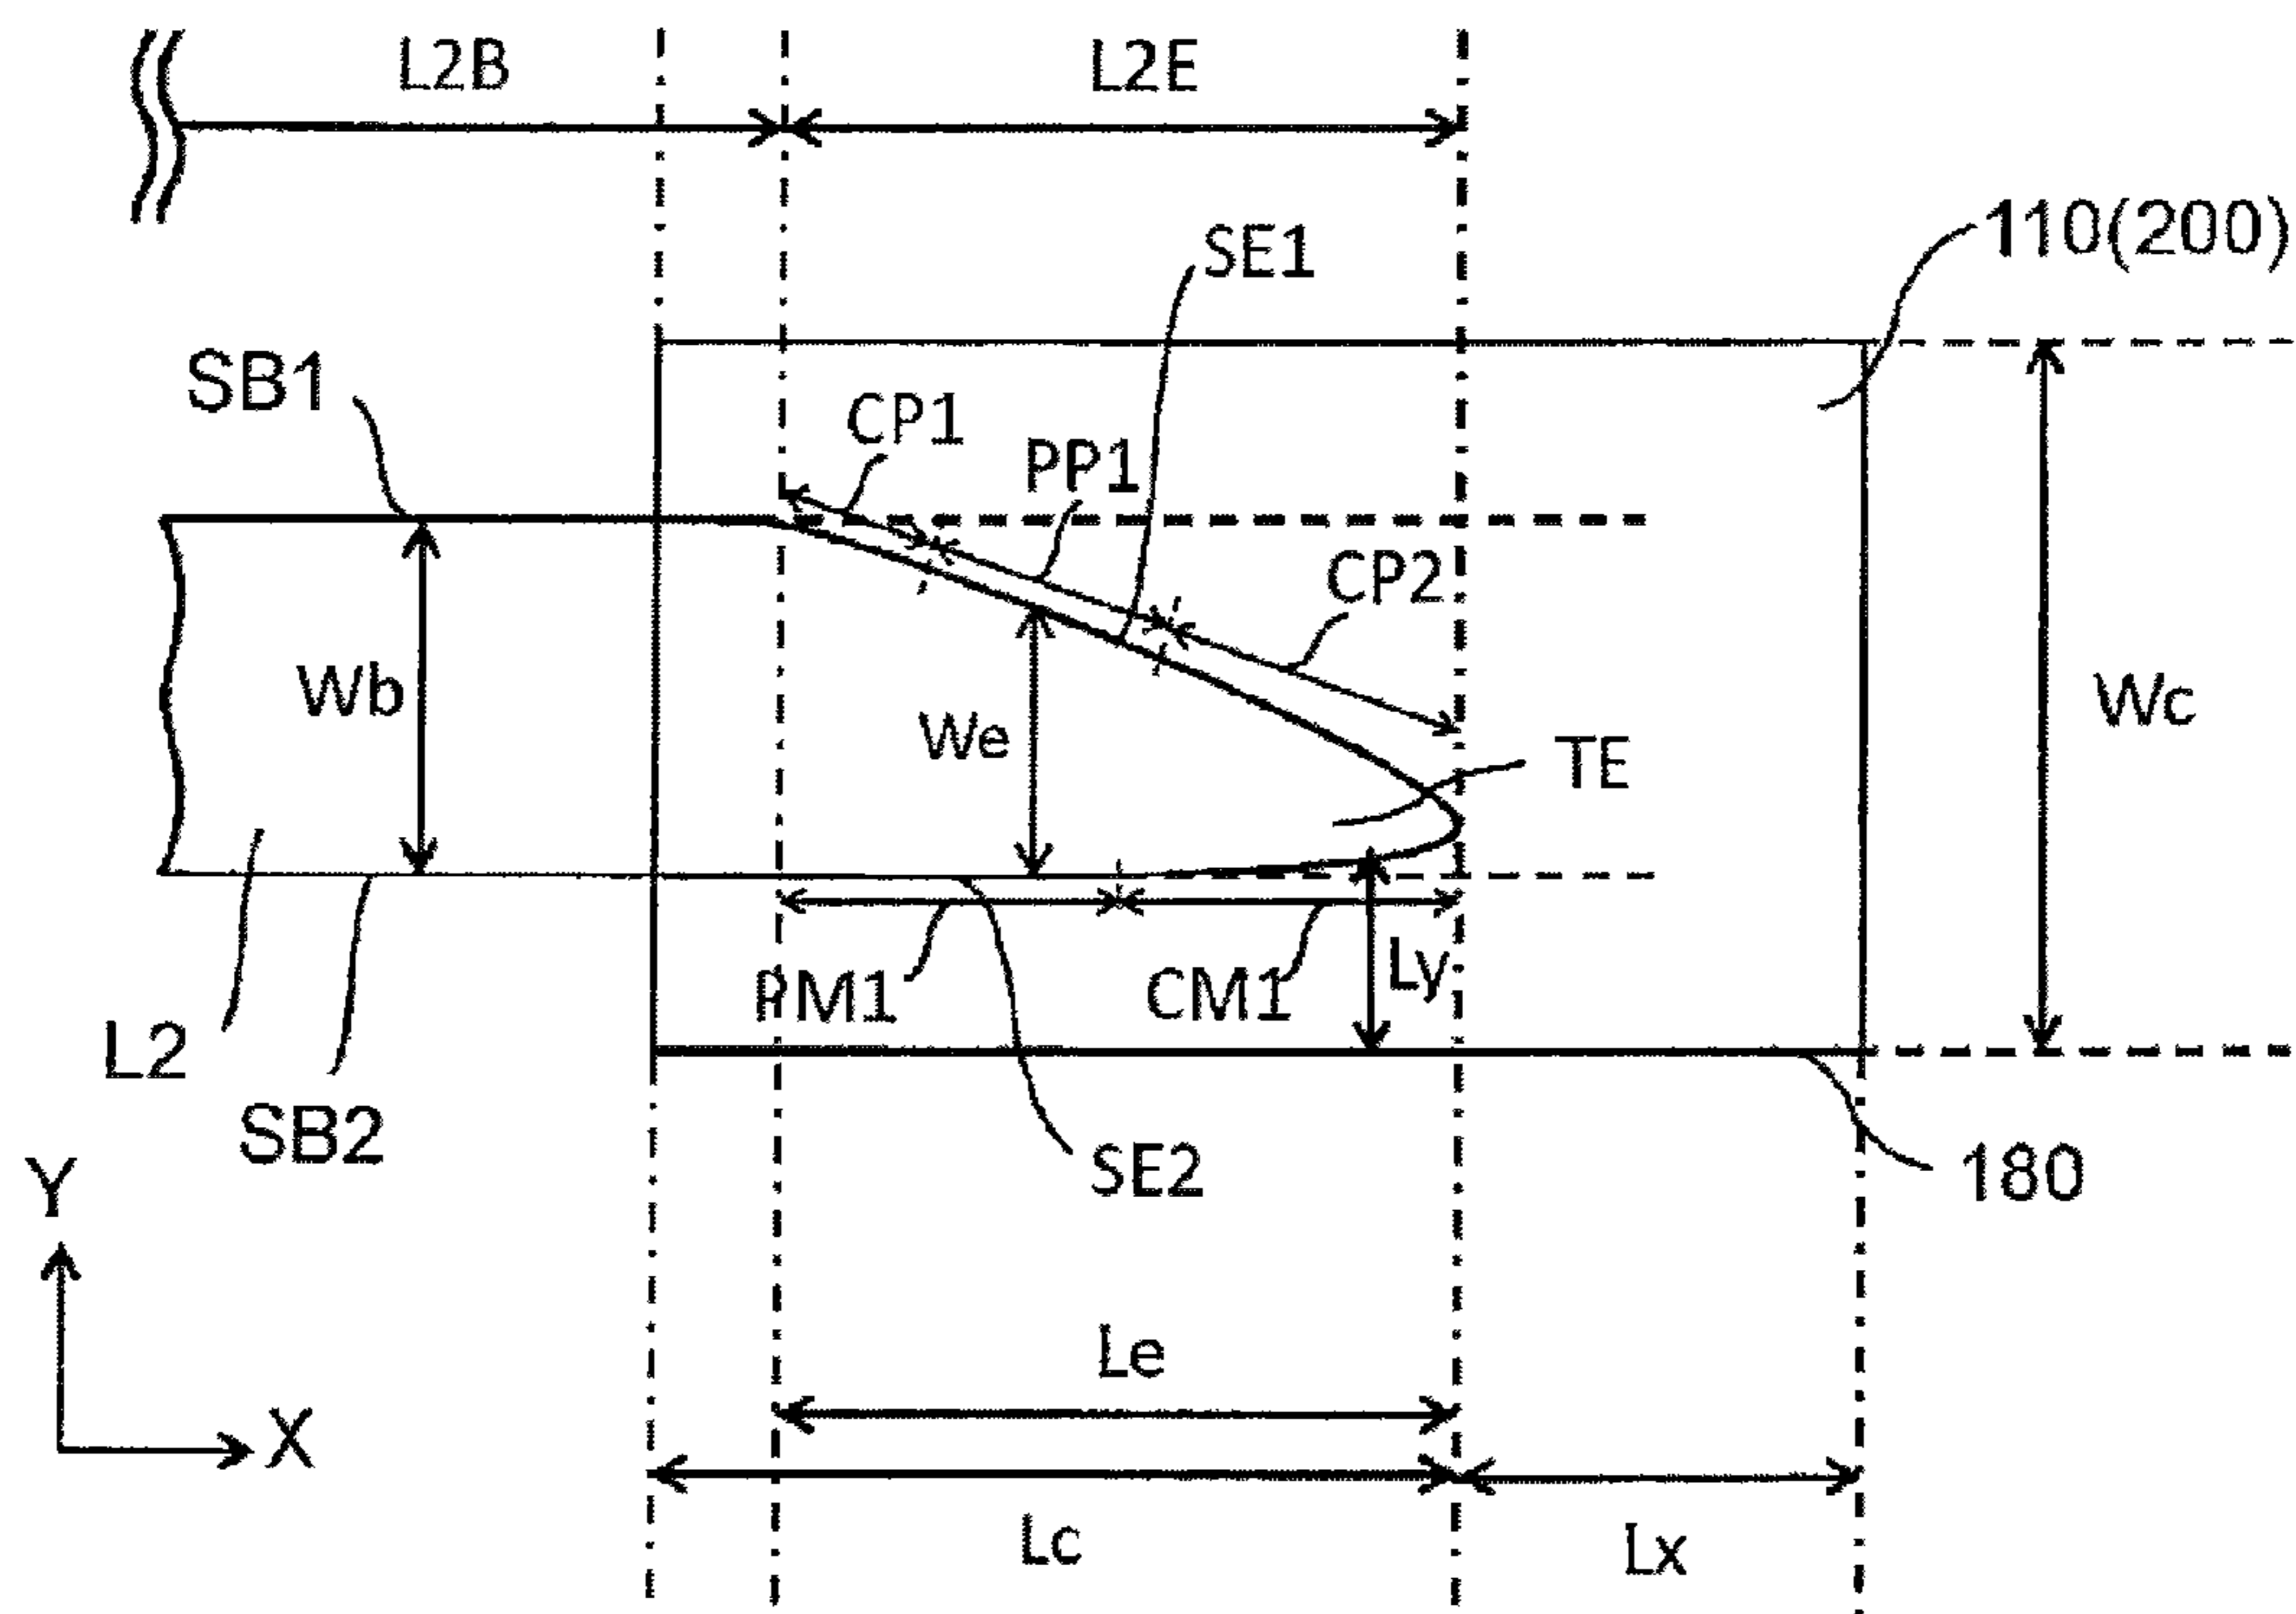 L2B
L2E
110(200)
SE1
SB1
CP1
PP1
CP2
Wb
We
Wc
TE
Ly
PM1
CM1
L2
SB2
SE2
180
Y
X
Le
Lc
Lx